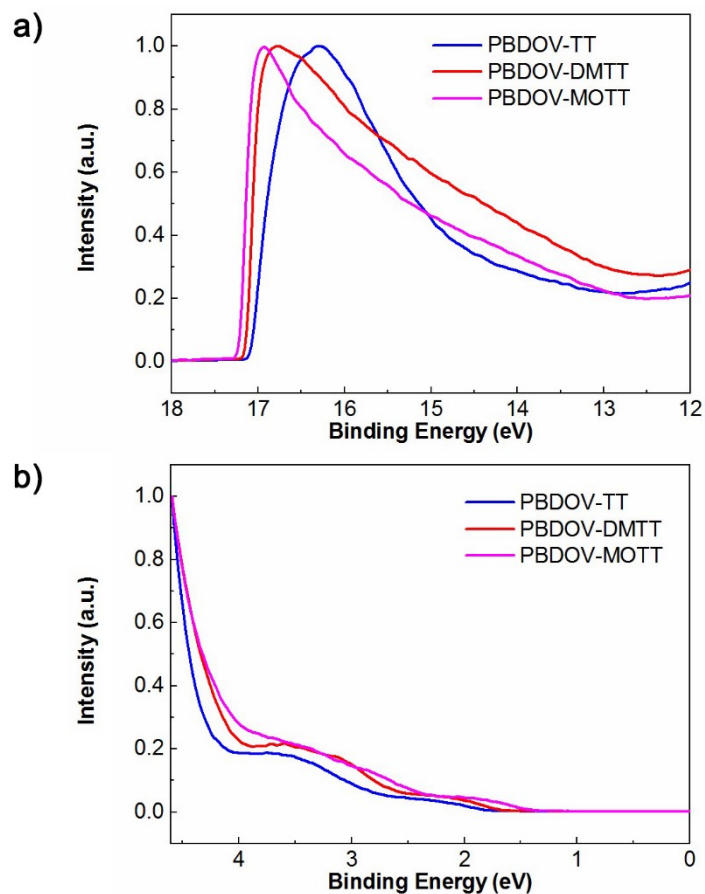 a)
PBDOV-TT
PBDOV-DMTT
PBDOV-MOTT
Intensity (a.u.)
1.0
0.8
0.6
0.4
0.2
0.0
18 17 16 15 14 13 12
Binding Energy (eV)
b)
PBDOV-TT
PBDOV-DMTT
PBDOV-MOTT
Intensity (a.u.)
1.0
0.8
0.6
0.4
0.2
0.0
4 3 2 1 0
Binding Energy (eV)